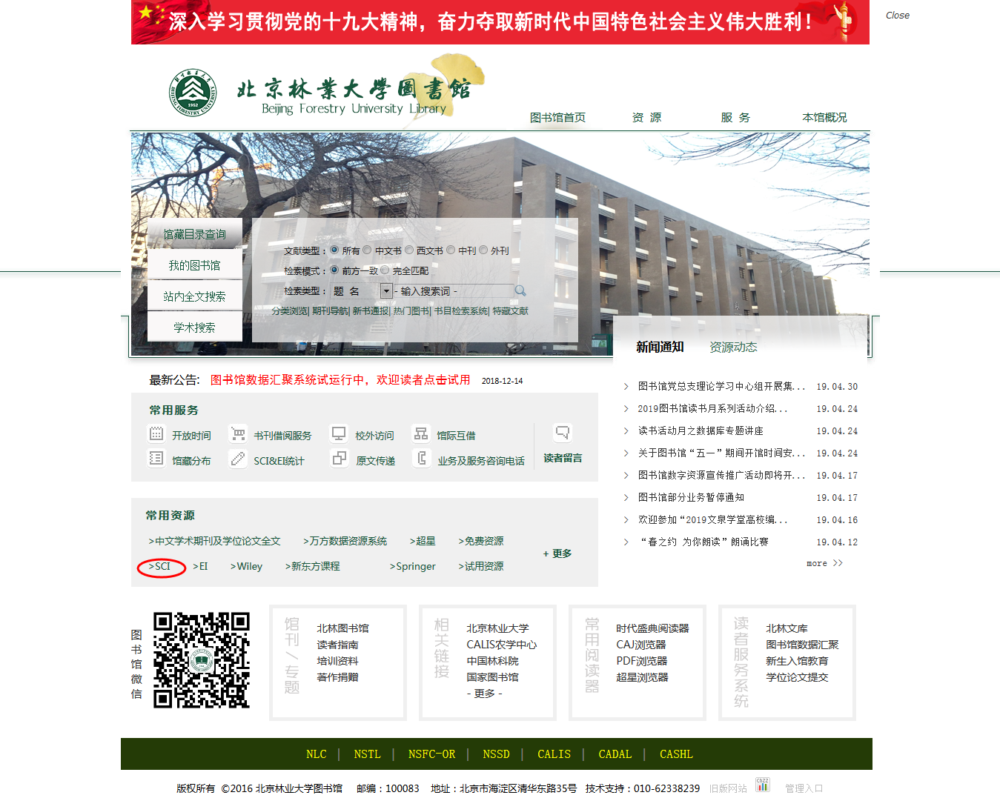 深入学习贯彻党的十九大精神，奋力夺取新时代中国特色社会主义伟大胜利！
Close
北京林業大學圖書館
Beijing Forestry University Library
BEIJING FORESTRY UNIVERSITY
1952
图书馆首页 资 源 服 务 本馆概况
馆藏目录查询
我的图书馆
站内全文搜索
学术搜索
文献类型： 所有 中文书 西文书 中刊 外刊
检索模式： 前方一致 完全匹配
检索类型： 题 名 - 输入搜索词 -
分类浏览| 期刊导航| 新书通报| 热门图书| 书目检索系统| 特藏文献
新闻通知 资源动态
图书馆党总支理论学习中心组开展集... 19.04.30
2019图书馆读书月系列活动介绍... 19.04.24
读书活动月之数据库专题讲座 19.04.24
关于图书馆“五一”期间开馆时间安... 19.04.24
图书馆数字资源宣传推广活动即将开... 19.04.17
图书馆部分业务暂停通知 19.04.17
欢迎参加“2019文泉学堂高校编... 19.04.16
“春之约 为你朗读”朗诵比赛 19.04.12
more >>
最新公告: 图书馆数据汇聚系统试运行中，欢迎读者点击试用 2018-12-14
常用服务
开放时间 书刊借阅服务 校外访问 馆际互借
馆藏分布 SCI&EI统计 原文传递 业务及服务咨询电话
读者留言
常用资源
>中文学术期刊及学位论文全文 >万方数据资源系统 >超星 >免费资源
>SCI >EI >Wiley >新东方课程 >Springer >试用资源
+ 更多
图书馆微信
馆刊/专题
北林图书馆
读者指南
培训资料
著作捐赠
相关链接
北京林业大学
CALIS农学中心
中国林科院
国家图书馆
- 更多 -
常用阅读器
时代盛典阅读器
CAJ浏览器
PDF浏览器
超星浏览器
读者服务系统
北林文库
图书馆数据汇聚
新生入馆教育
学位论文提交
NLC | NSTL | NSFC-OR | NSSD | CALIS | CADAL | CASHL
版权所有 ©2016 北京林业大学图书馆 邮编：100083 地址：北京市海淀区清华东路35号 技术支持：010-62338239 旧版网站 CNZZ 管理入口